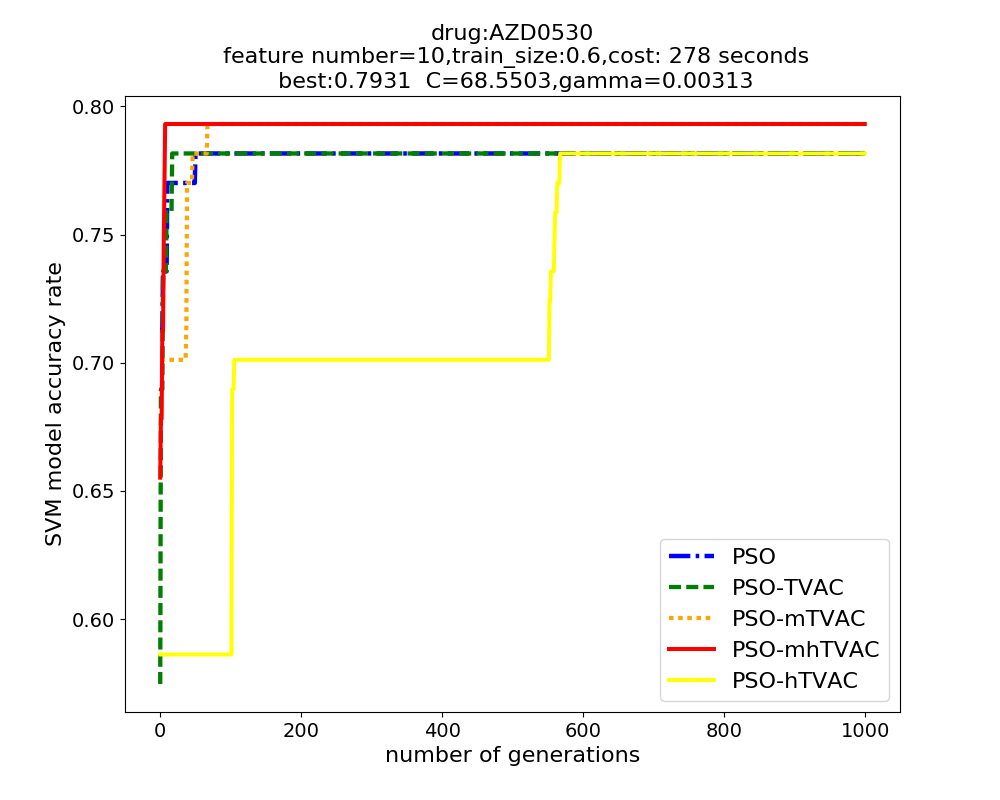 drug:AZD0530
feature number=10,train_size:0.6,cost: 278 seconds
best:0.7931  C=68.5503,gamma=0.00313
0.80
0.75
0.70
0.65
0.60
SVM model accuracy rate
PSO
PSO-TVAC
PSO-mTVAC
PSO-mhTVAC
PSO-hTVAC
0 200 400 600 800 1000
number of generations